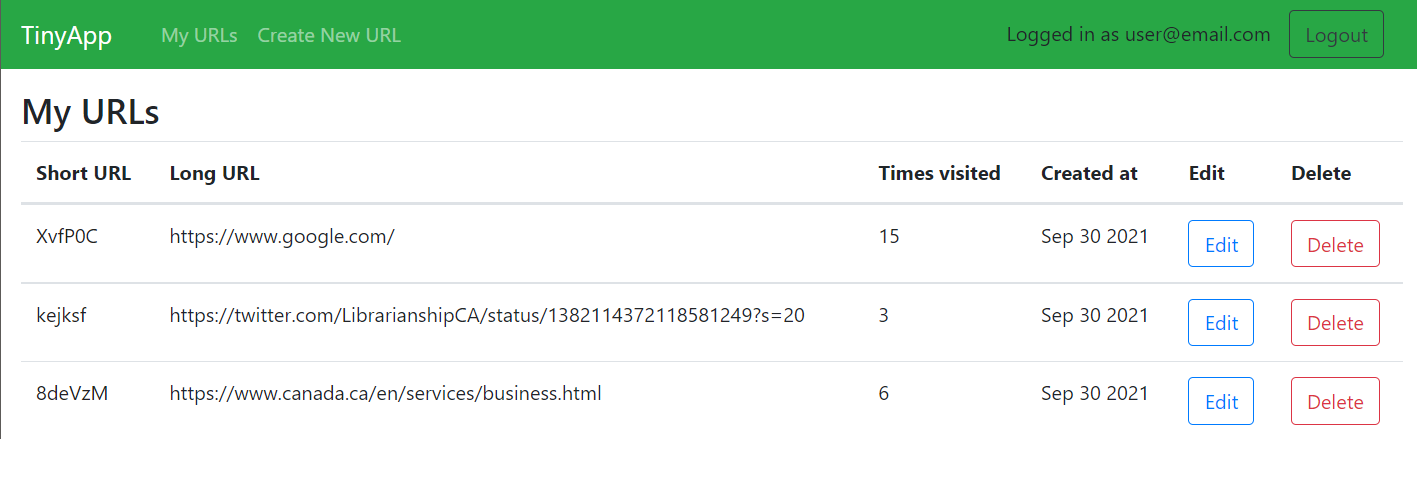 TinyApp My URLs Create New URL Logged in as user@email.com Logout
My URLs
Short URL Long URL Times visited Created at Edit Delete
XvfP0C https://www.google.com/ 15 Sep 30 2021 Edit Delete
kejksf https://twitter.com/LibrarianshipCA/status/1382114372118581249?s=20 3 Sep 30 2021 Edit Delete
8deVzM https://www.canada.ca/en/services/business.html 6 Sep 30 2021 Edit Delete